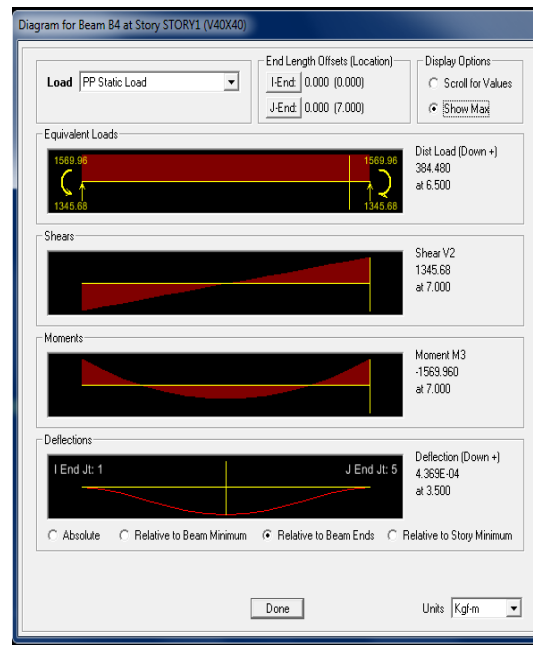 Diagram for Beam B4 at Story STORY1 (V40X40)
Load PP Static Load
End Length Offsets (Location)
I-End: 0.000 (0.000)
J-End: 0.000 (7.000)
Display Options
Scroll for Values
Show Max
Equivalent Loads
1569.96 1569.96
1345.68 1345.68
Dist Load (Down +)
384.480
at 6.500
Shears
Shear V2
1345.68
at 7.000
Moments
Moment M3
-1569.960
at 7.000
Deflections
I End Jt: 1 J End Jt: 5
Deflection (Down +)
4.369E-04
at 3.500
Absolute Relative to Beam Minimum Relative to Beam Ends Relative to Story Minimum
Done Units Kgf-m